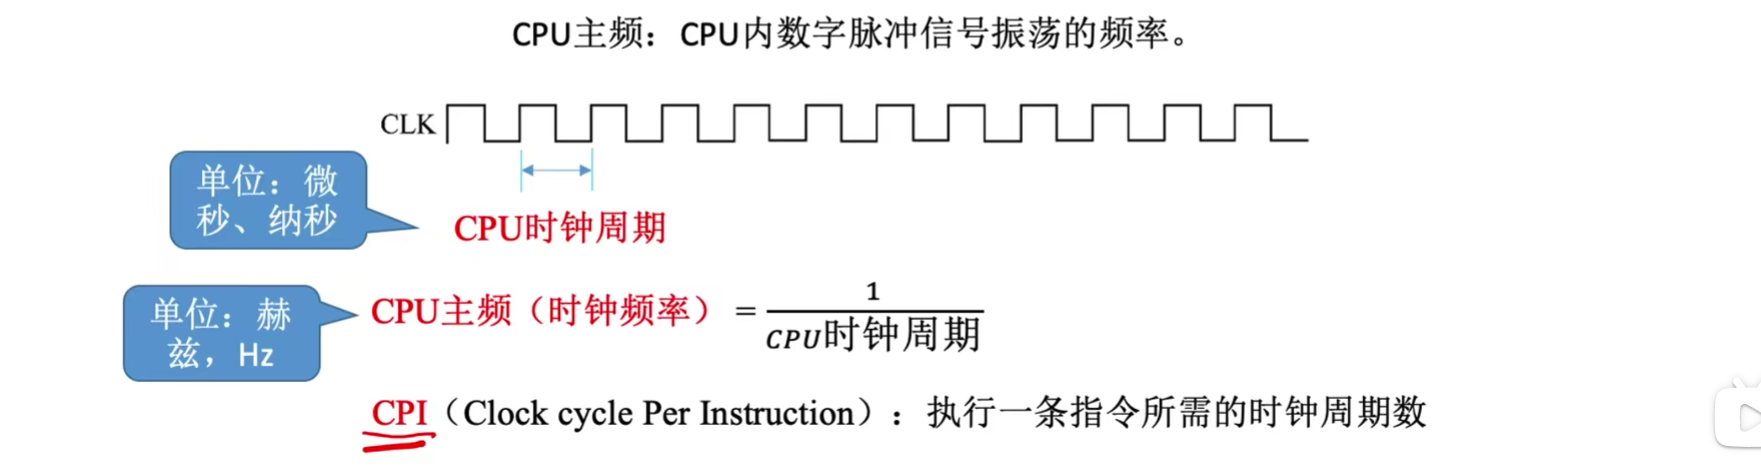 CPU主频：CPU内数字脉冲信号振荡的频率。
CLK
单位：微
秒、纳秒
CPU时钟周期
单位：赫
兹，Hz
CPU主频（时钟频率）=
1
CPU时钟周期
CPI（Clock cycle Per Instruction）：执行一条指令所需的时钟周期数